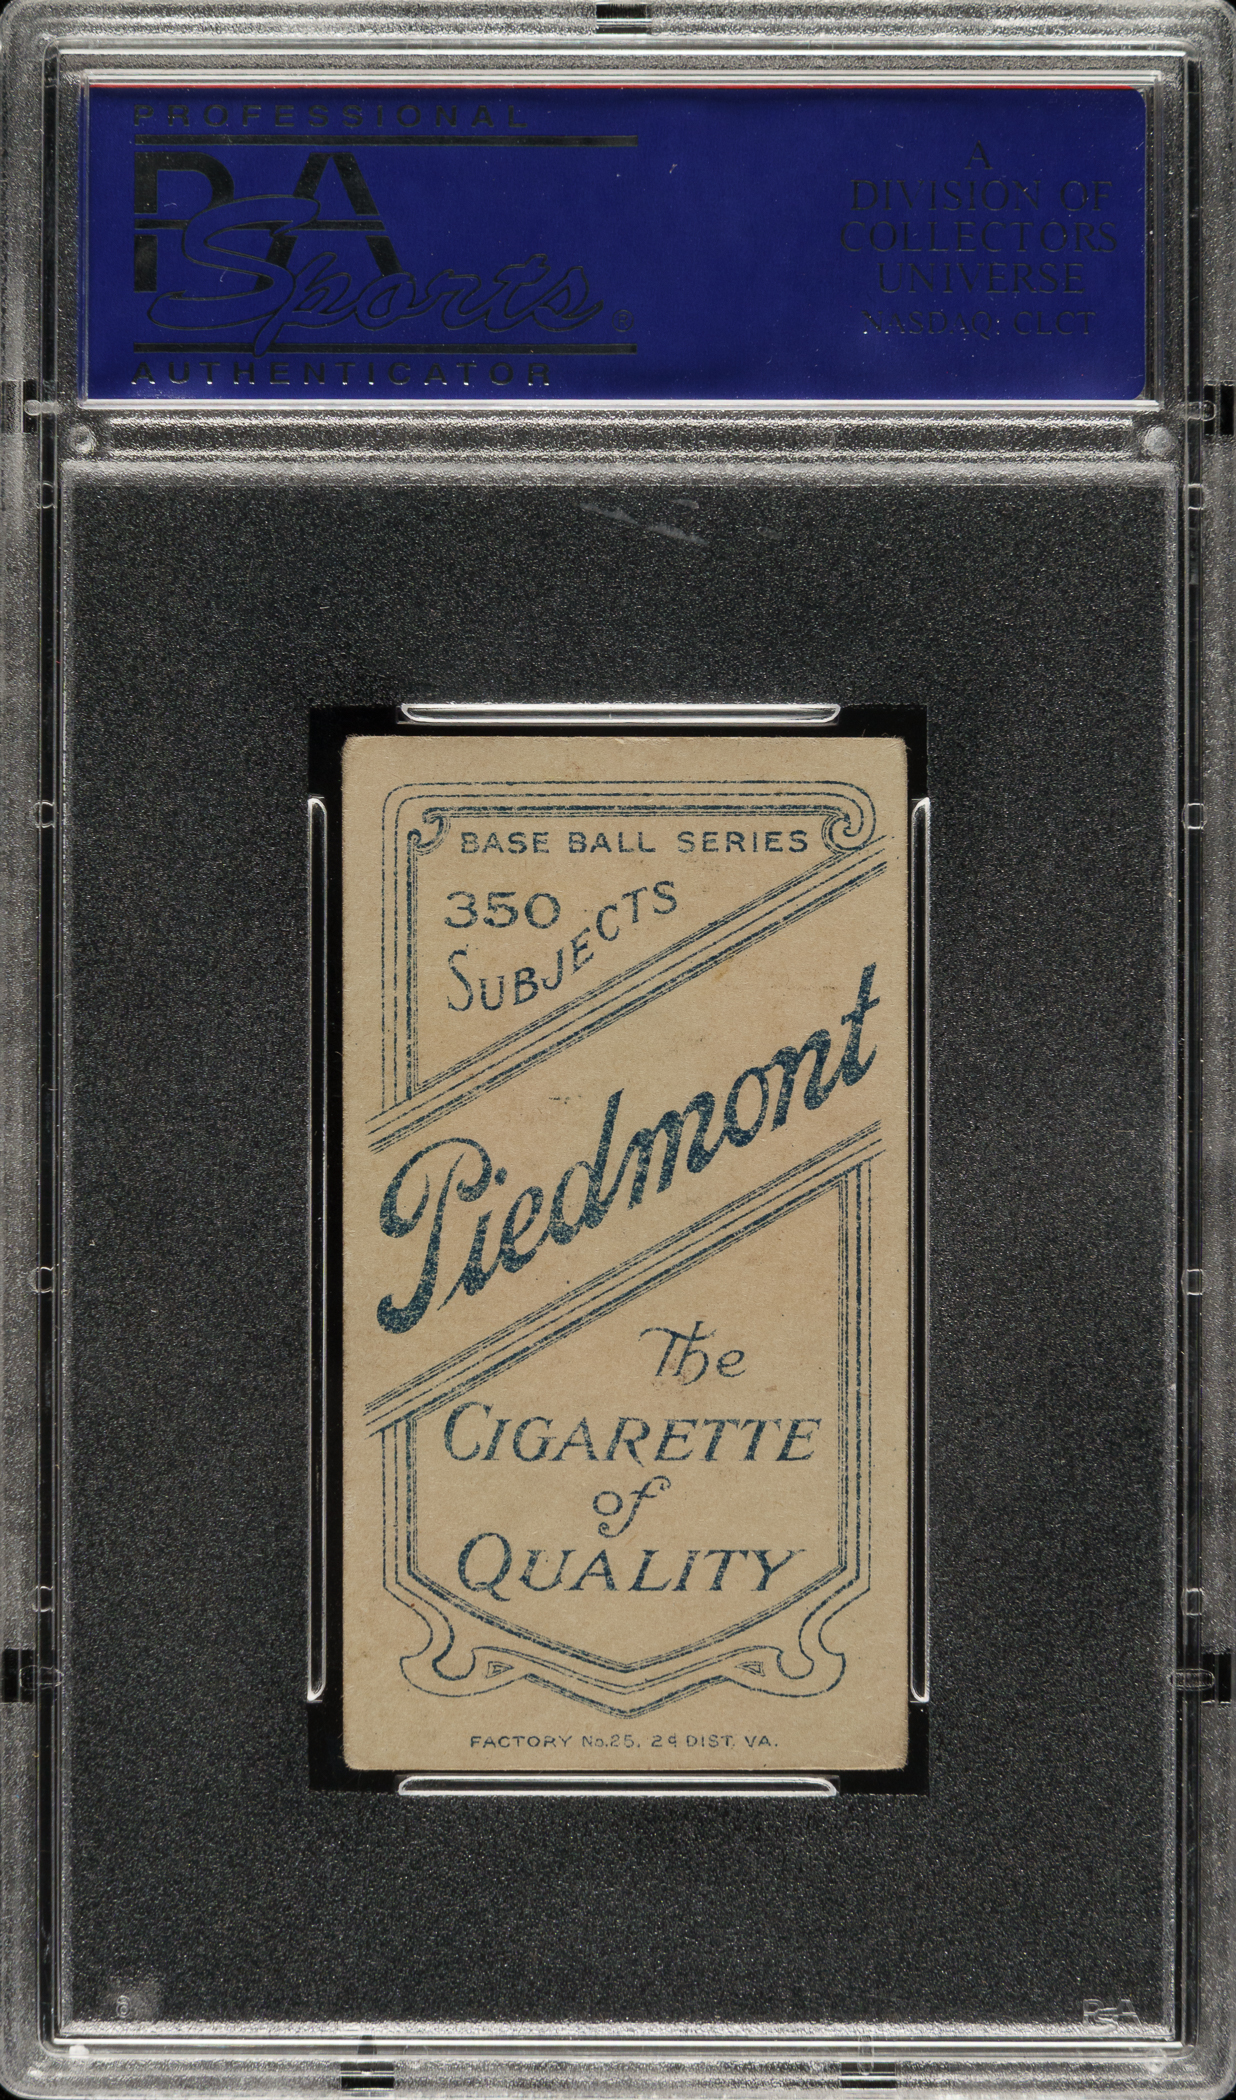 PROFESSIONAL
PSA
Sports®
AUTHENTICATOR
A
DIVISION OF
COLLECTORS
UNIVERSE
NASDAQ: CLCT
BASE BALL SERIES
350
SUBJECTS
Piedmont
The
CIGARETTE
of
QUALITY
FACTORY No. 25, 2d DIST. VA.
PSA